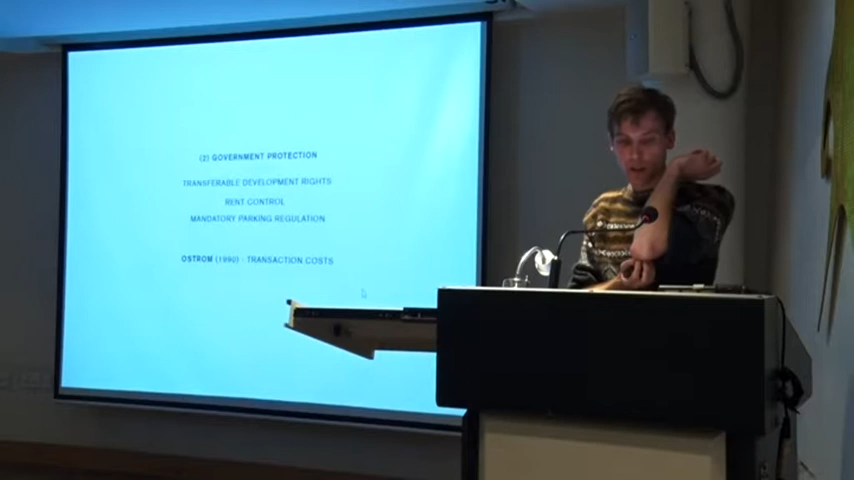 (2) GOVERNMENT PROTECTION
TRANSFERABLE DEVELOPMENT RIGHTS
RENT CONTROL
MANDATORY PARKING REGULATION
OSTROM (1990) - TRANSACTION COSTS